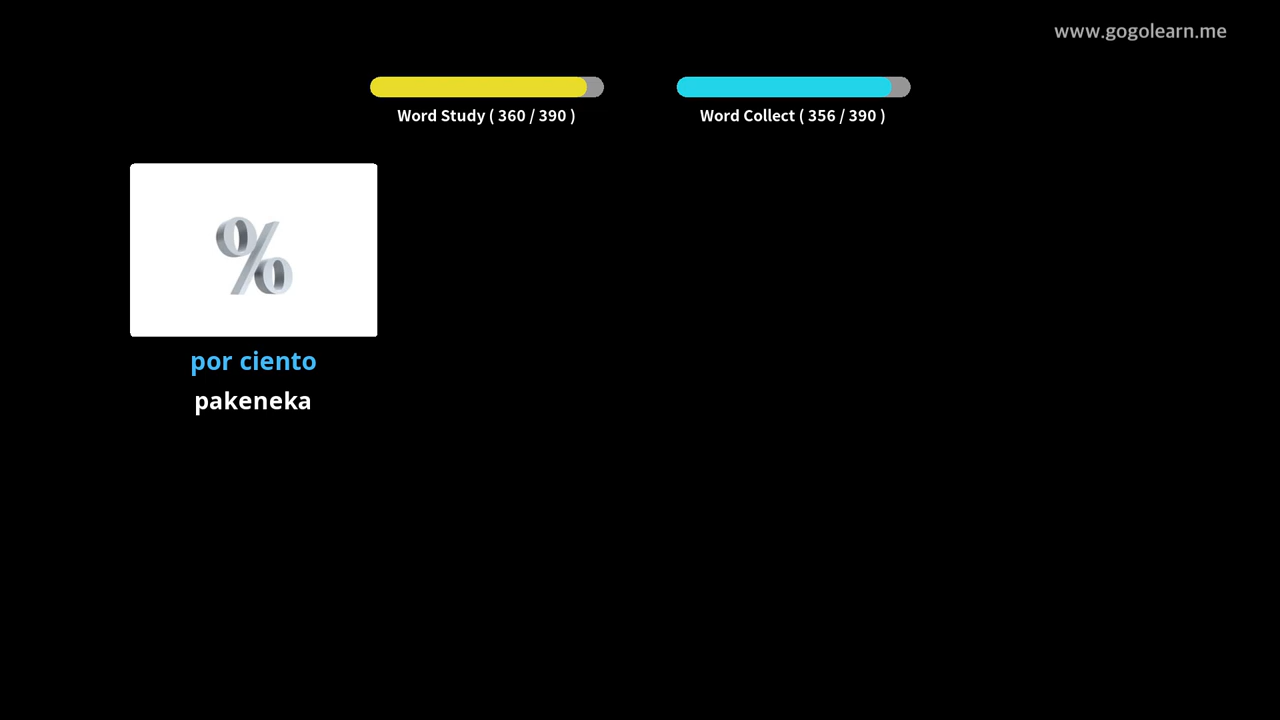 www.gogolearn.me
Word Study ( 360 / 390 )
Word Collect ( 356 / 390 )
%
por ciento
pakeneka